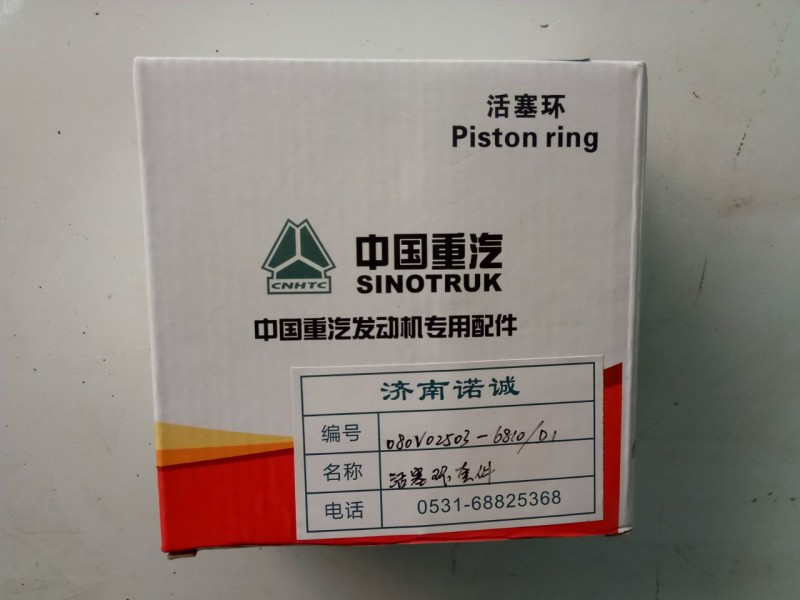 活塞环
Piston ring
CNHTC
中国重汽
SINOTRUK
中国重汽发动机专用配件
济南诺诚
编号 080V02503-6810/D1
名称 活塞环套件
电话 0531-68825368